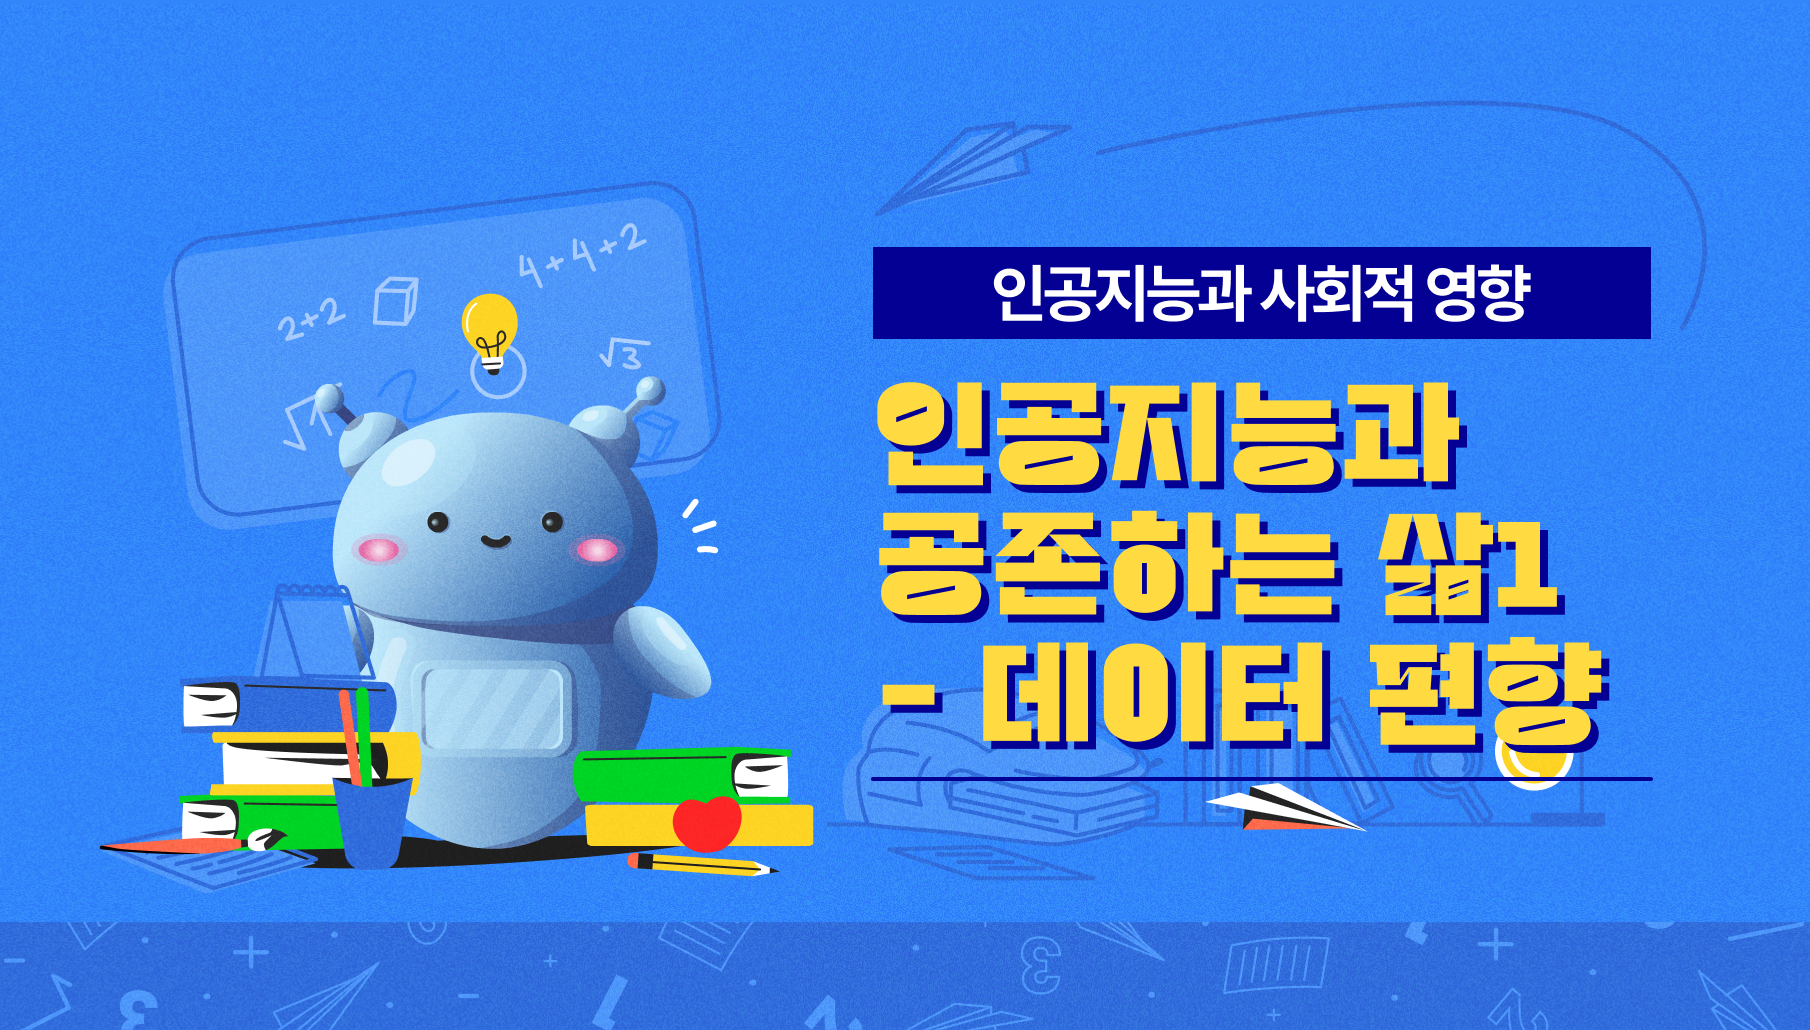 4+4+2
2+2
√3
인공지능과 사회적 영향
인공지능과
공존하는 삶1
- 데이터 편향